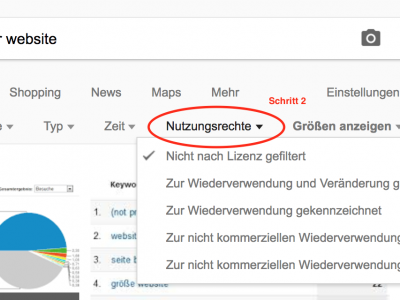 r website
Shopping News Maps Mehr Einstellungen
Schritt 2
e Typ Zeit Nutzungsrechte Größen anzeigen
Nicht nach Lizenz gefiltert
Zur Wiederverwendung und Veränderung g
Zur Wiederverwendung gekennzeichnet
Zur nicht kommerziellen Wiederverwendung
Zur nicht kommerziellen Wiederverwendung
Keywo
1. (not pr
2. websit
3. seite b
4. größe website 22